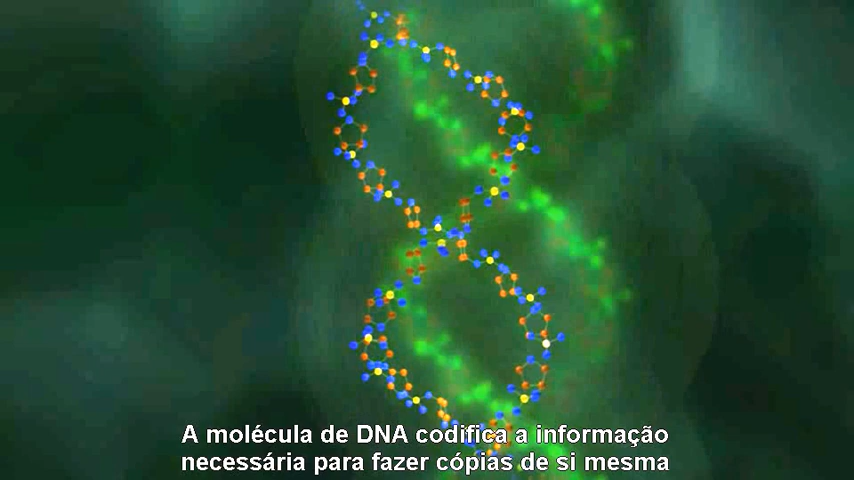 A molécula de DNA codifica a informação
necessária para fazer cópias de si mesma